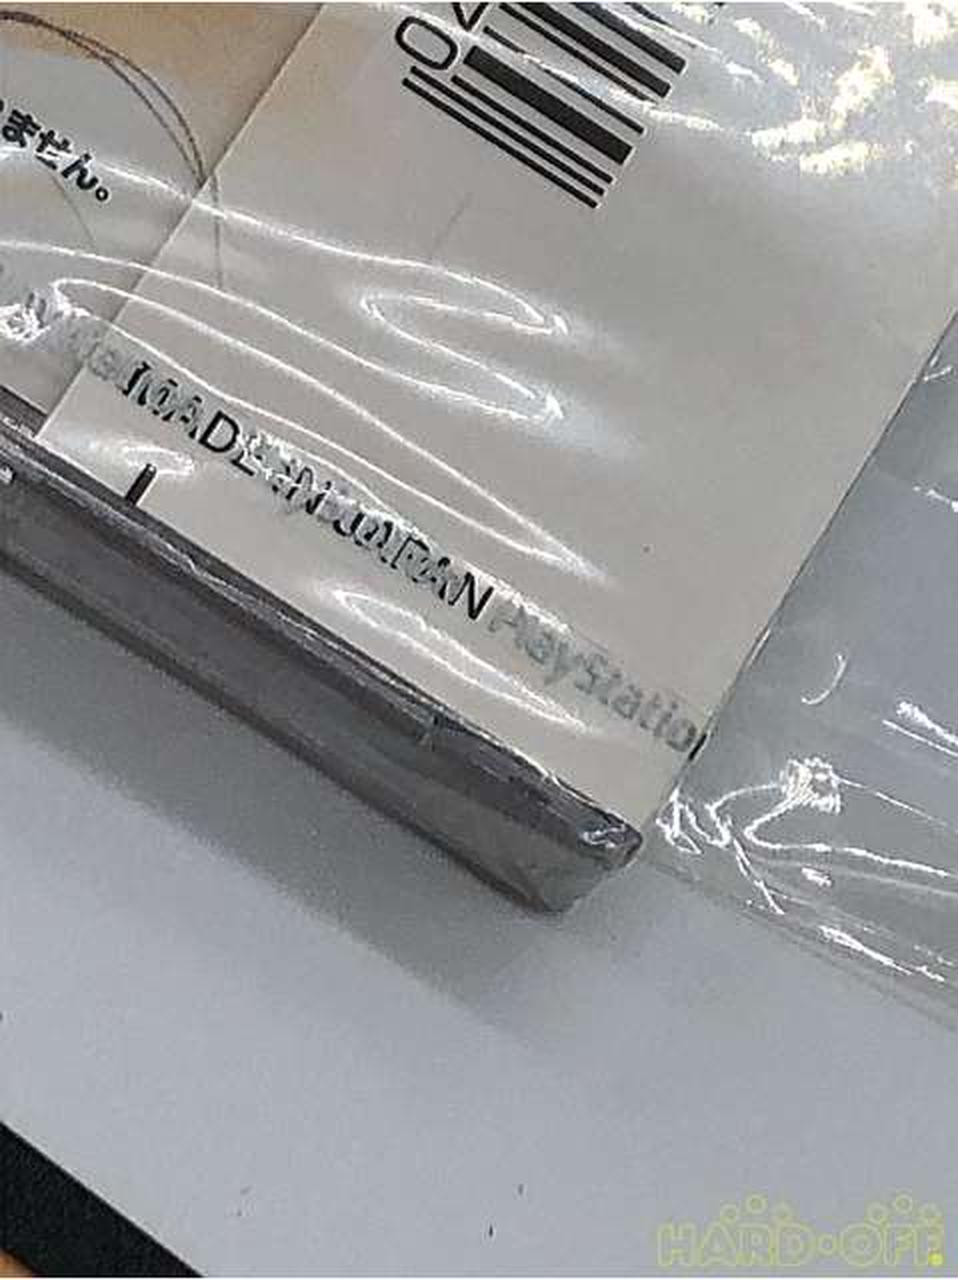 ません。
MADE IN JAPAN
PlayStation
HARD・OFF